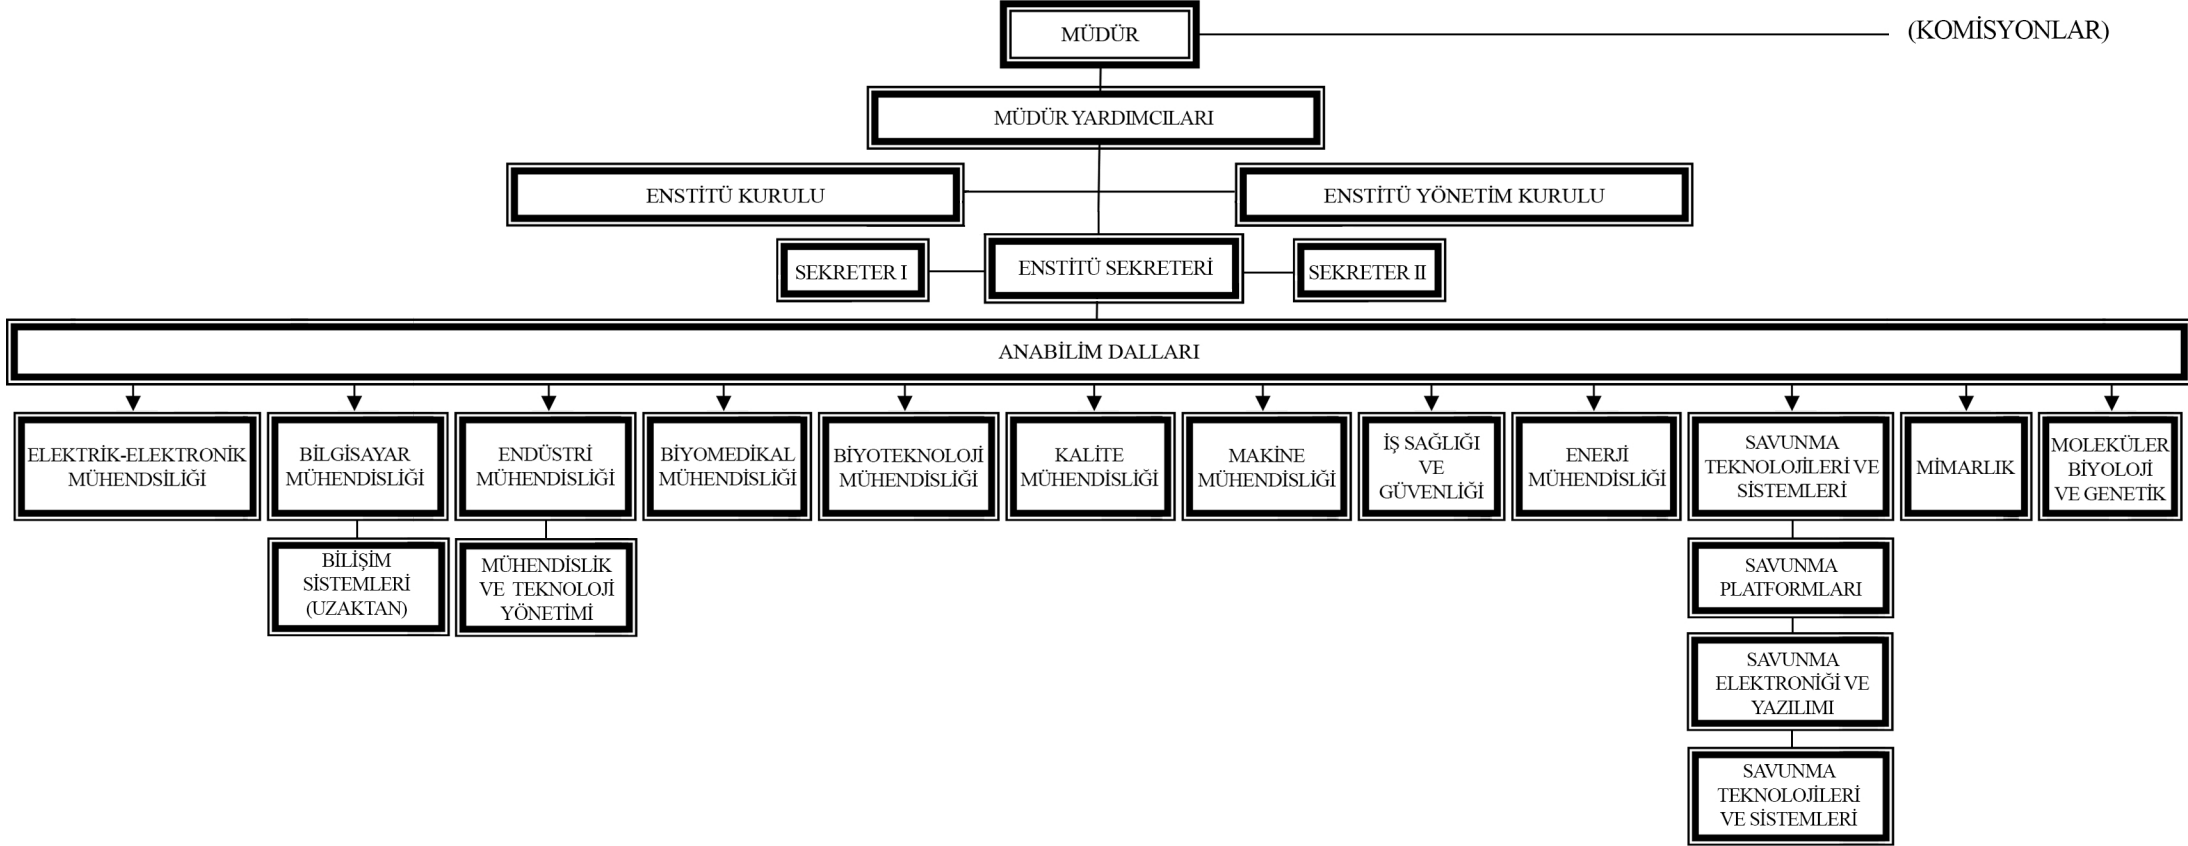 MÜDÜR
(KOMİSYONLAR)
MÜDÜR YARDIMCILARI
ENSTİTÜ KURULU
ENSTİTÜ YÖNETİM KURULU
SEKRETER I
ENSTİTÜ SEKRETERİ
SEKRETER II
ANABİLİM DALLARI
ELEKTRİK-ELEKTRONİK
MÜHENDSİLİĞİ
BİLGİSAYAR
MÜHENDİSLİĞİ
ENDÜSTRİ
MÜHENDİSLİĞİ
BİYOMEDİKAL
MÜHENDİSLİĞİ
BİYOTEKNOLOJİ
MÜHENDİSLİĞİ
KALİTE
MÜHENDİSLİĞİ
MAKİNE
MÜHENDİSLİĞİ
İŞ SAĞLIĞI
VE
GÜVENLİĞİ
ENERJİ
MÜHENDİSLİĞİ
SAVUNMA
TEKNOLOJİLERİ VE
SİSTEMLERİ
MİMARLIK
MOLEKÜLER
BİYOLOJİ
VE GENETİK
BİLİŞİM
SİSTEMLERİ
(UZAKTAN)
MÜHENDİSLİK
VE TEKNOLOJİ
YÖNETİMİ
SAVUNMA
PLATFORMLARI
SAVUNMA
ELEKTRONİĞİ VE
YAZILIMI
SAVUNMA
TEKNOLOJİLERİ
VE SİSTEMLERİ